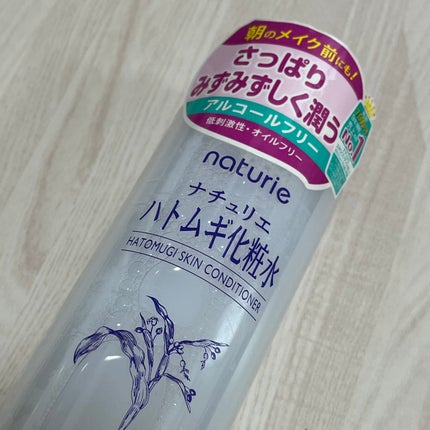 朝のメイク前にも!
さっぱり
みずみずしく潤う
アルコールフリー
低刺激性・オイルフリー
No.1
naturie
ナチュリエ
ハトムギ化粧水
HATOMUGI SKIN CONDITIONER